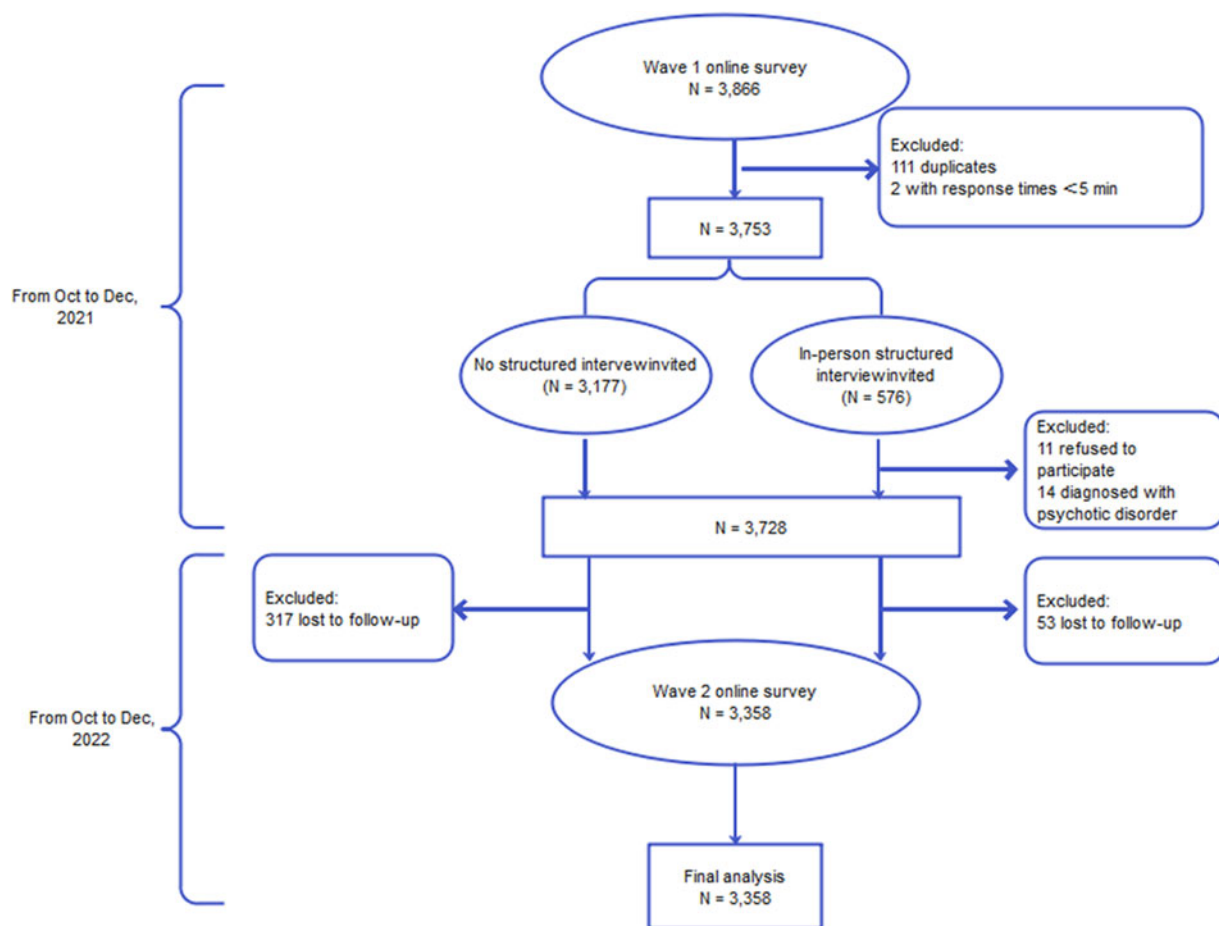 Wave 1 online survey
N = 3,866
Excluded:
111 duplicates
2 with response times <5 min
N = 3,753
From Oct to Dec,
2021
No structured intervewinvited
(N = 3,177)
In-person structured
interviewinvited
(N = 576)
Excluded:
11 refused to
participate
14 diagnosed with
psychotic disorder
N = 3,728
Excluded:
317 lost to follow-up
Excluded:
53 lost to follow-up
Wave 2 online survey
N = 3,358
From Oct to Dec,
2022
Final analysis
N = 3,358